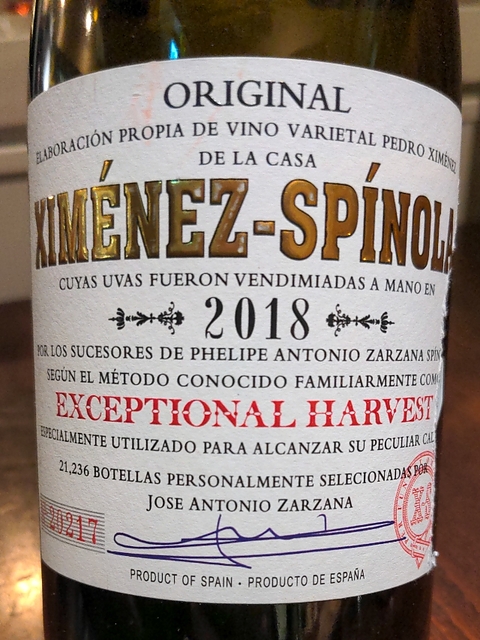 ORIGINAL
ELABORACIÓN PROPIA DE VINO VARIETAL PEDRO XIMÉNEZ
DE LA CASA
XIMÉNEZ-SPÍNOLA
CUYAS UVAS FUERON VENDIMIADAS A MANO EN
2018
POR LOS SUCESORES DE PHELIPE ANTONIO ZARZANA SPÍN
SEGÚN EL MÉTODO CONOCIDO FAMILIARMENTE COMO
EXCEPTIONAL HARVEST
ESPECIALMENTE UTILIZADO PARA ALCANZAR SU PECULIAR CAL
21,236 BOTELLAS PERSONALMENTE SELECCIONADAS POR
JOSE ANTONIO ZARZANA
20217
PRODUCT OF SPAIN · PRODUCTO DE ESPAÑA